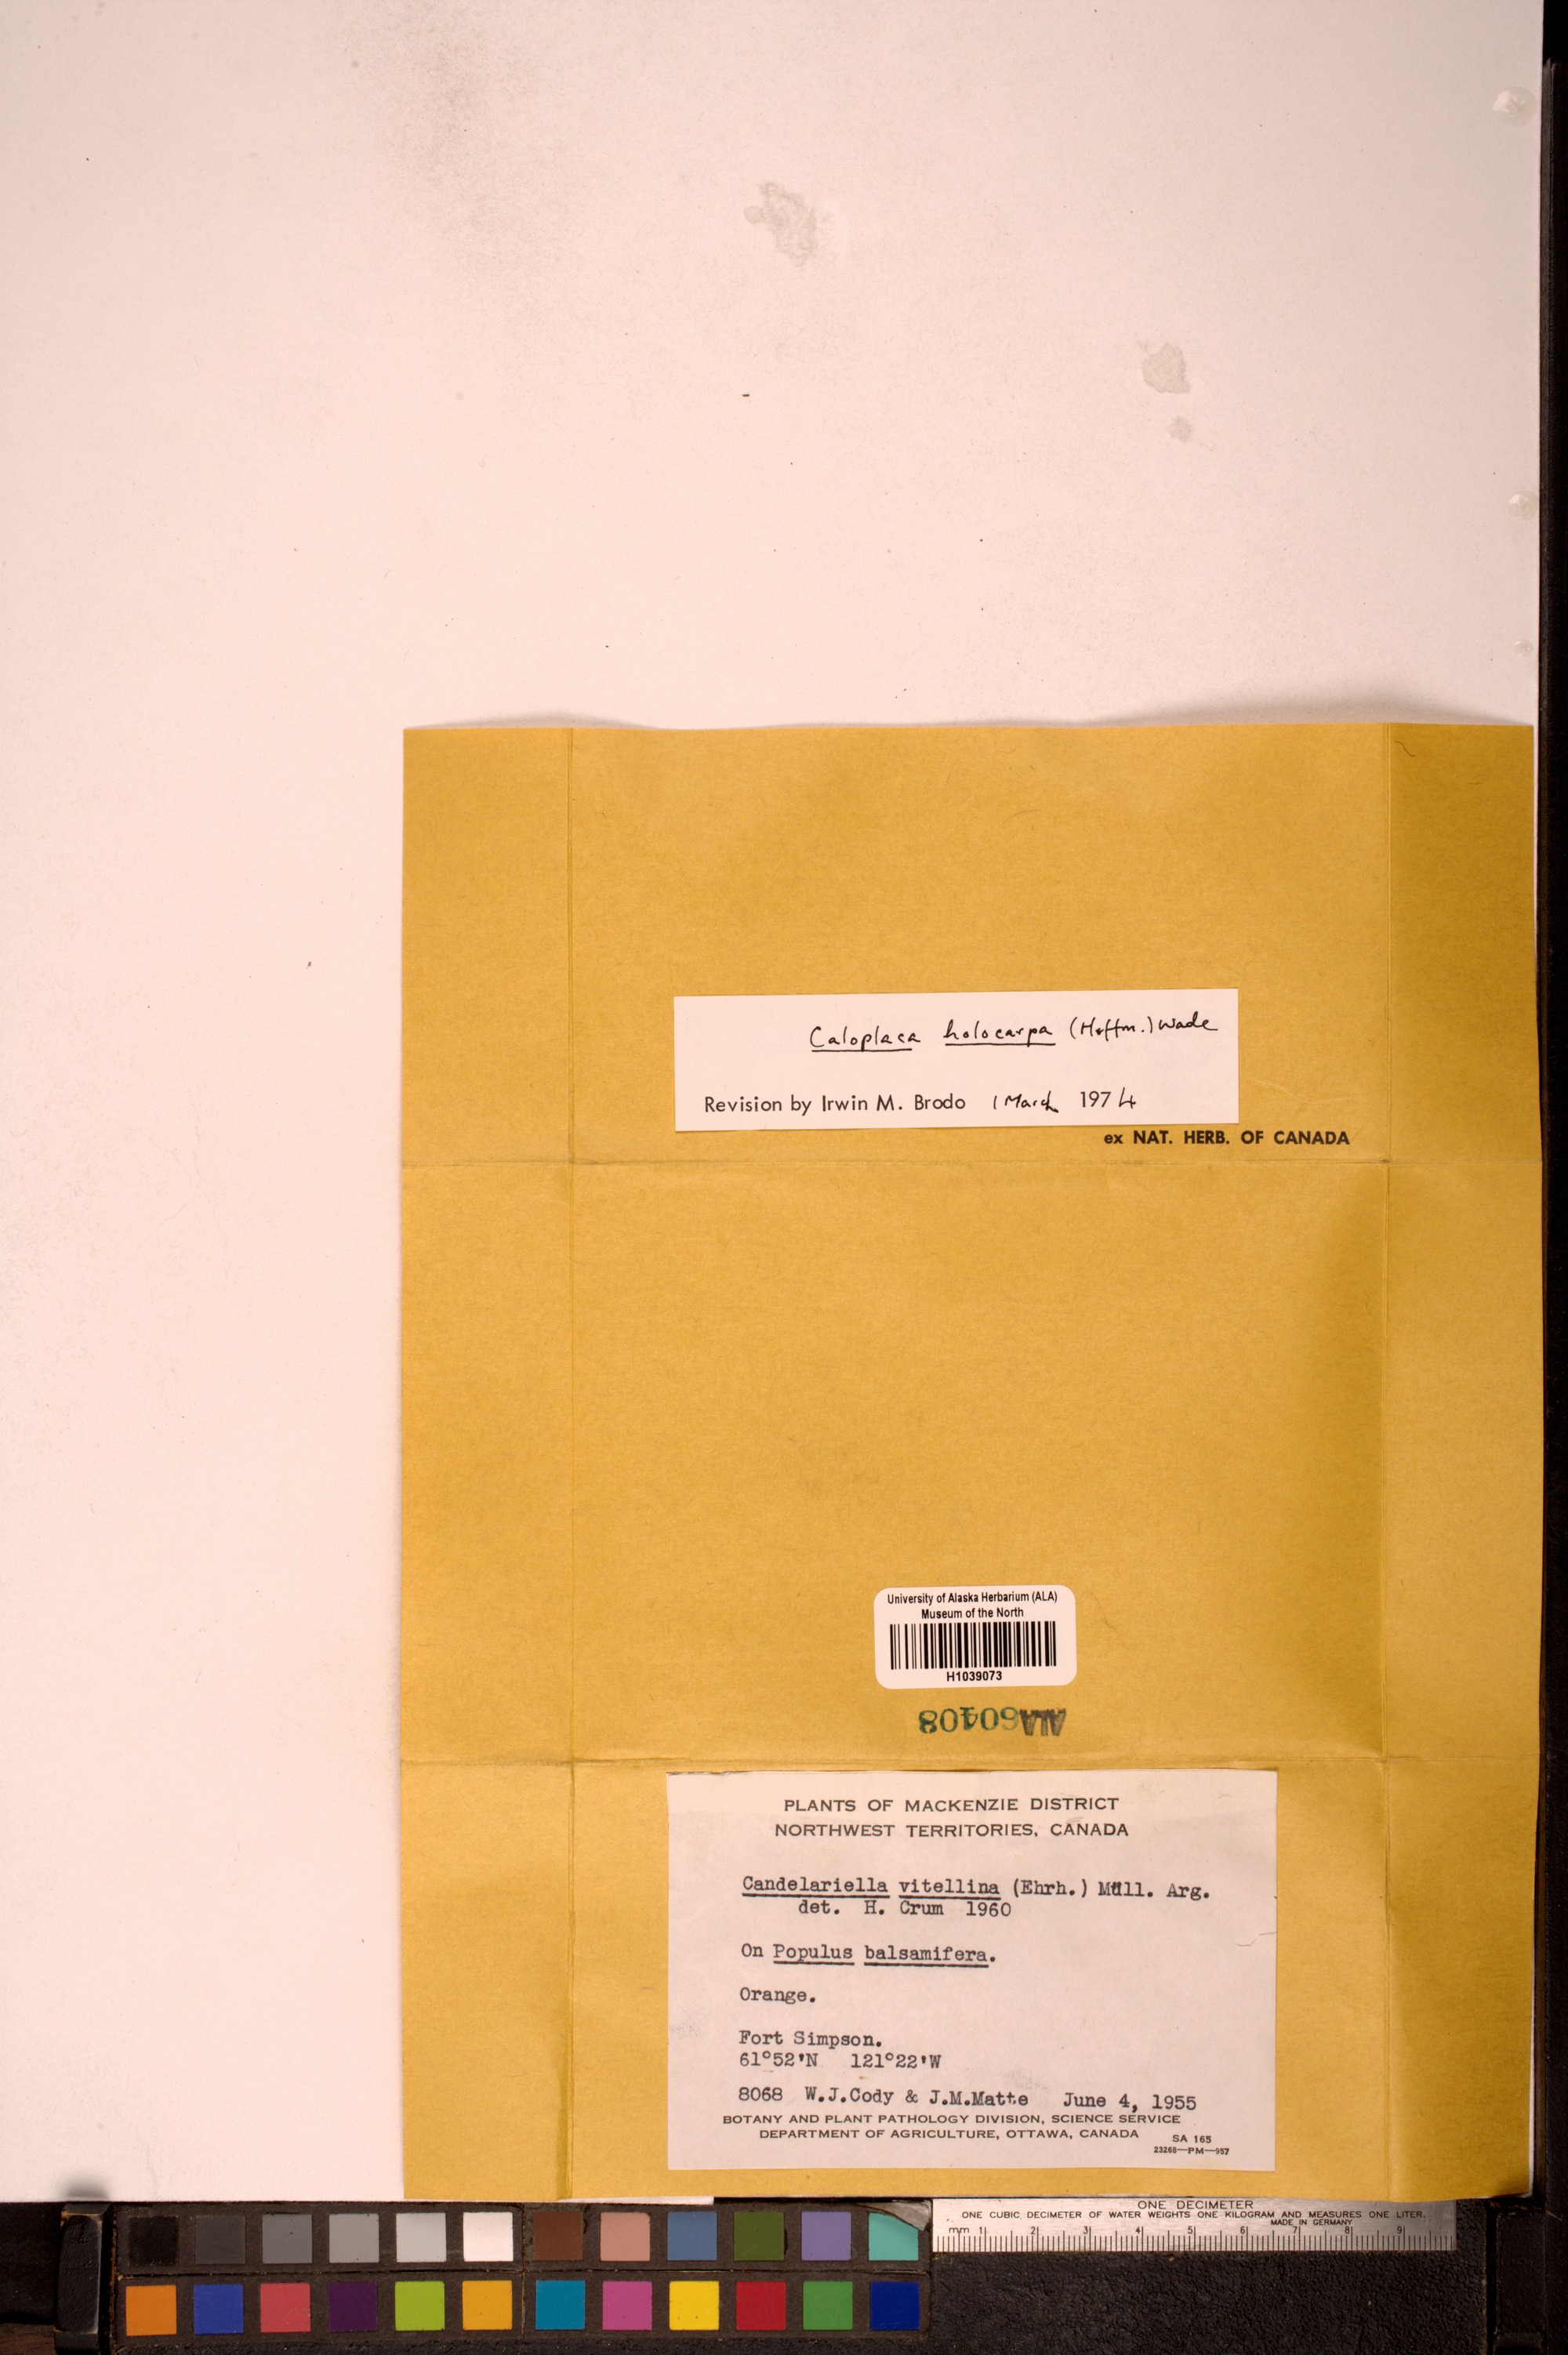 Caloplaca holocarpa (Hoffm.) Wade
Revision by Irwin M. Brodo 1 March 1974
ex NAT. HERB. OF CANADA
University of Alaska Herbarium (ALA)
Museum of the North
H1039073
ALA60408
PLANTS OF MACKENZIE DISTRICT
NORTHWEST TERRITORIES, CANADA
Candelariella vitellina (Ehrh.) Müll. Arg.
det. H. Crum 1960
On Populus balsamifera.
Orange.
Fort Simpson.
61°52'N 121°22'W
8068 W.J.Cody & J.M.Matte June 4, 1955
BOTANY AND PLANT PATHOLOGY DIVISION, SCIENCE SERVICE
DEPARTMENT OF AGRICULTURE, OTTAWA, CANADA
SA 165
23268—PM—957
ONE DECIMETER
ONE CUBIC DECIMETER OF WATER WEIGHTS ONE KILOGRAM AND MEASURES ONE LITER.
MADE IN GERMANY
mm 1 2 3 4 5 6 7 8 9